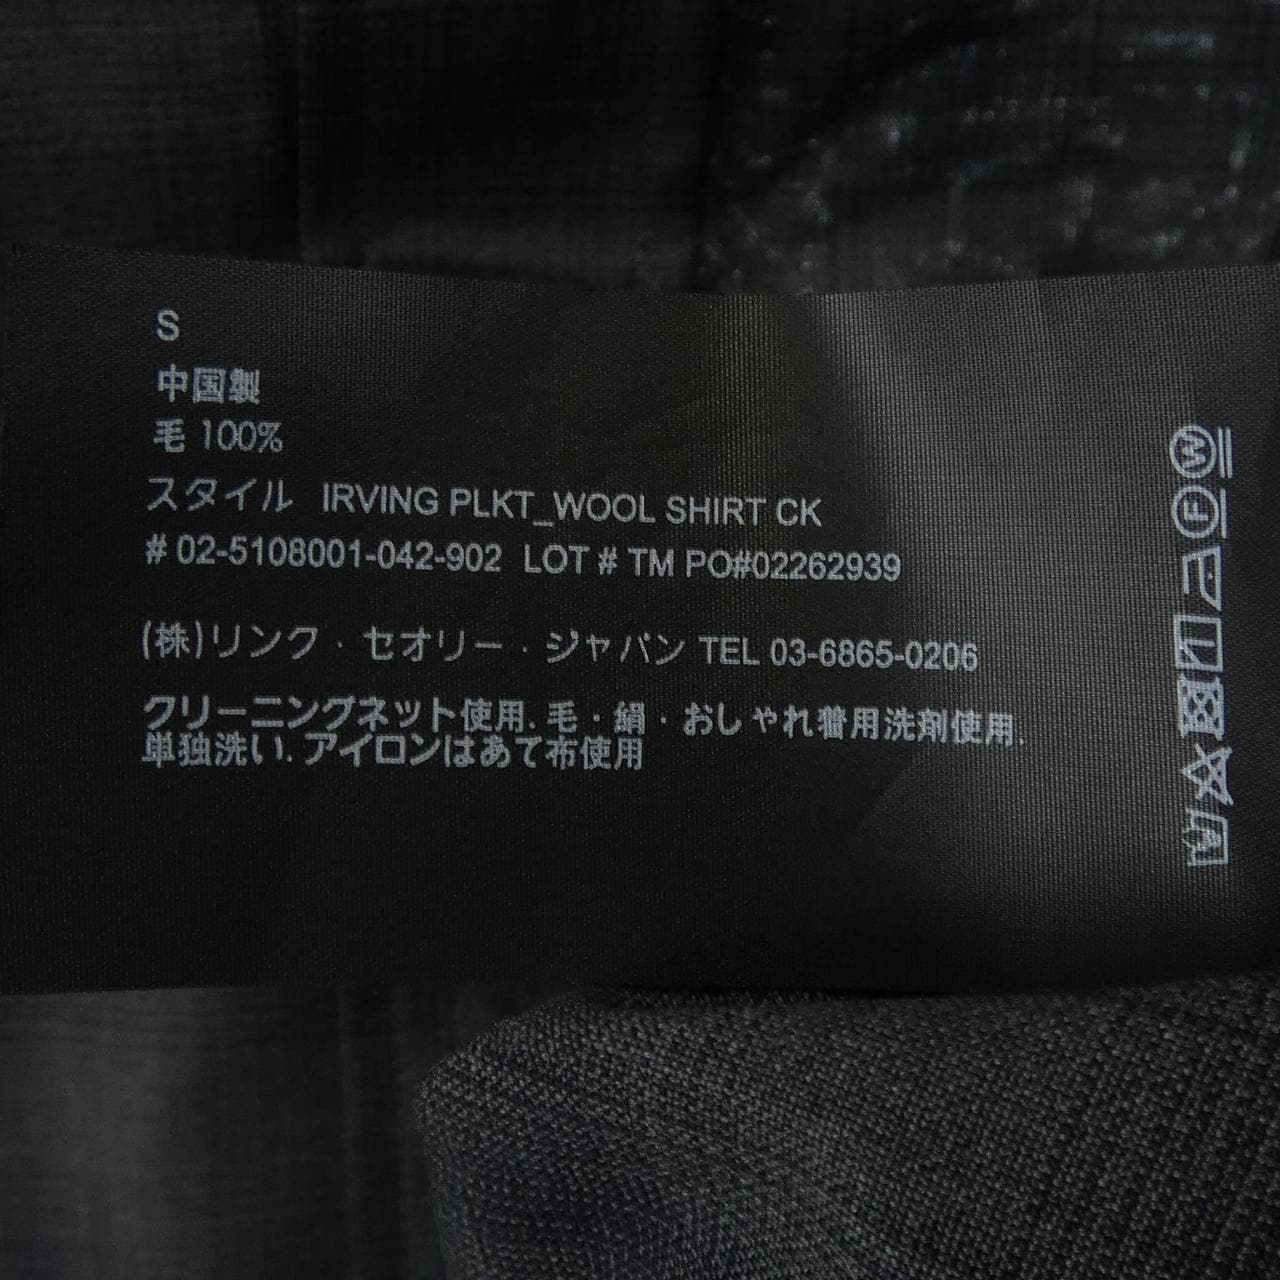 S
中国製
毛 100%
スタイル IRVING PLKT_WOOL SHIRT CK
# 02-5108001-042-902 LOT # TM PO#02262939
(株)リンク・セオリー・ジャパン TEL 03-6865-0206
クリーニングネット使用.毛・絹・おしゃれ着用洗剤使用.
単独洗い.アイロンはあて布使用
W
F